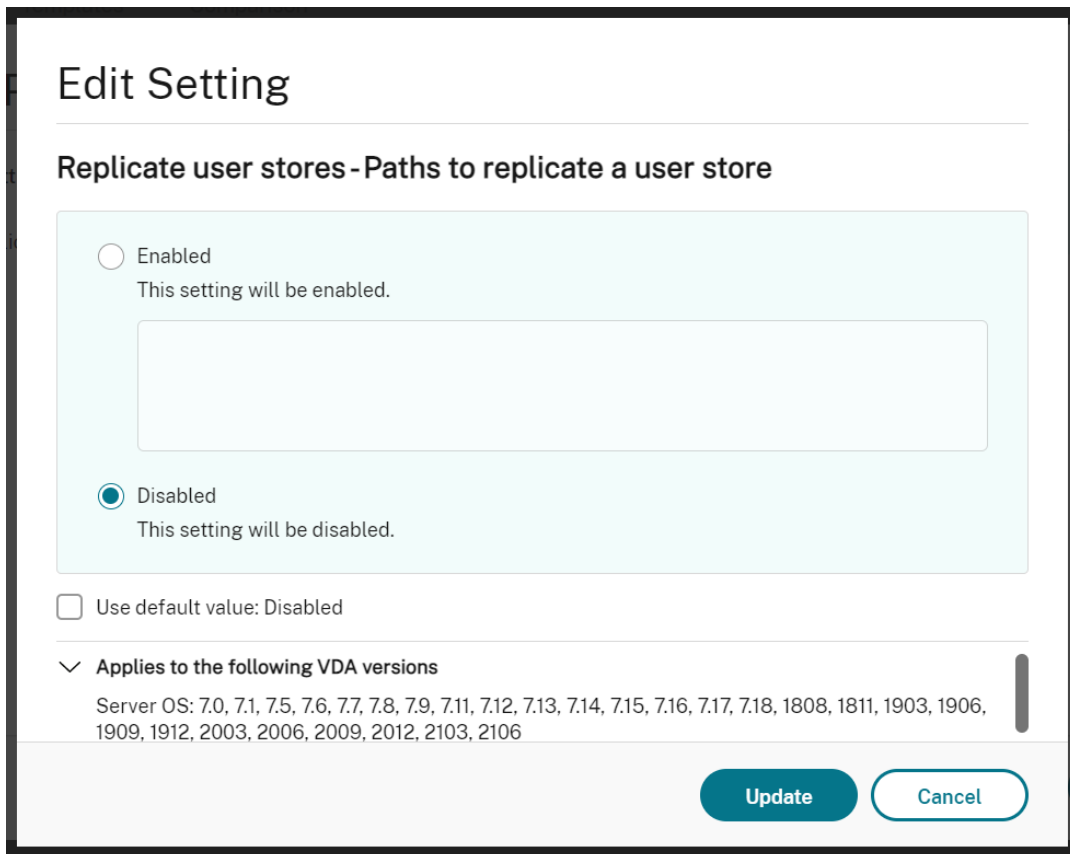 Edit Setting
Replicate user stores - Paths to replicate a user store
Enabled
This setting will be enabled.
Disabled
This setting will be disabled.
Use default value: Disabled
Applies to the following VDA versions
Server OS: 7.0, 7.1, 7.5, 7.6, 7.7, 7.8, 7.9, 7.11, 7.12, 7.13, 7.14, 7.15, 7.16, 7.17, 7.18, 1808, 1811, 1903, 1906,
1909, 1912, 2003, 2006, 2009, 2012, 2103, 2106
Update
Cancel